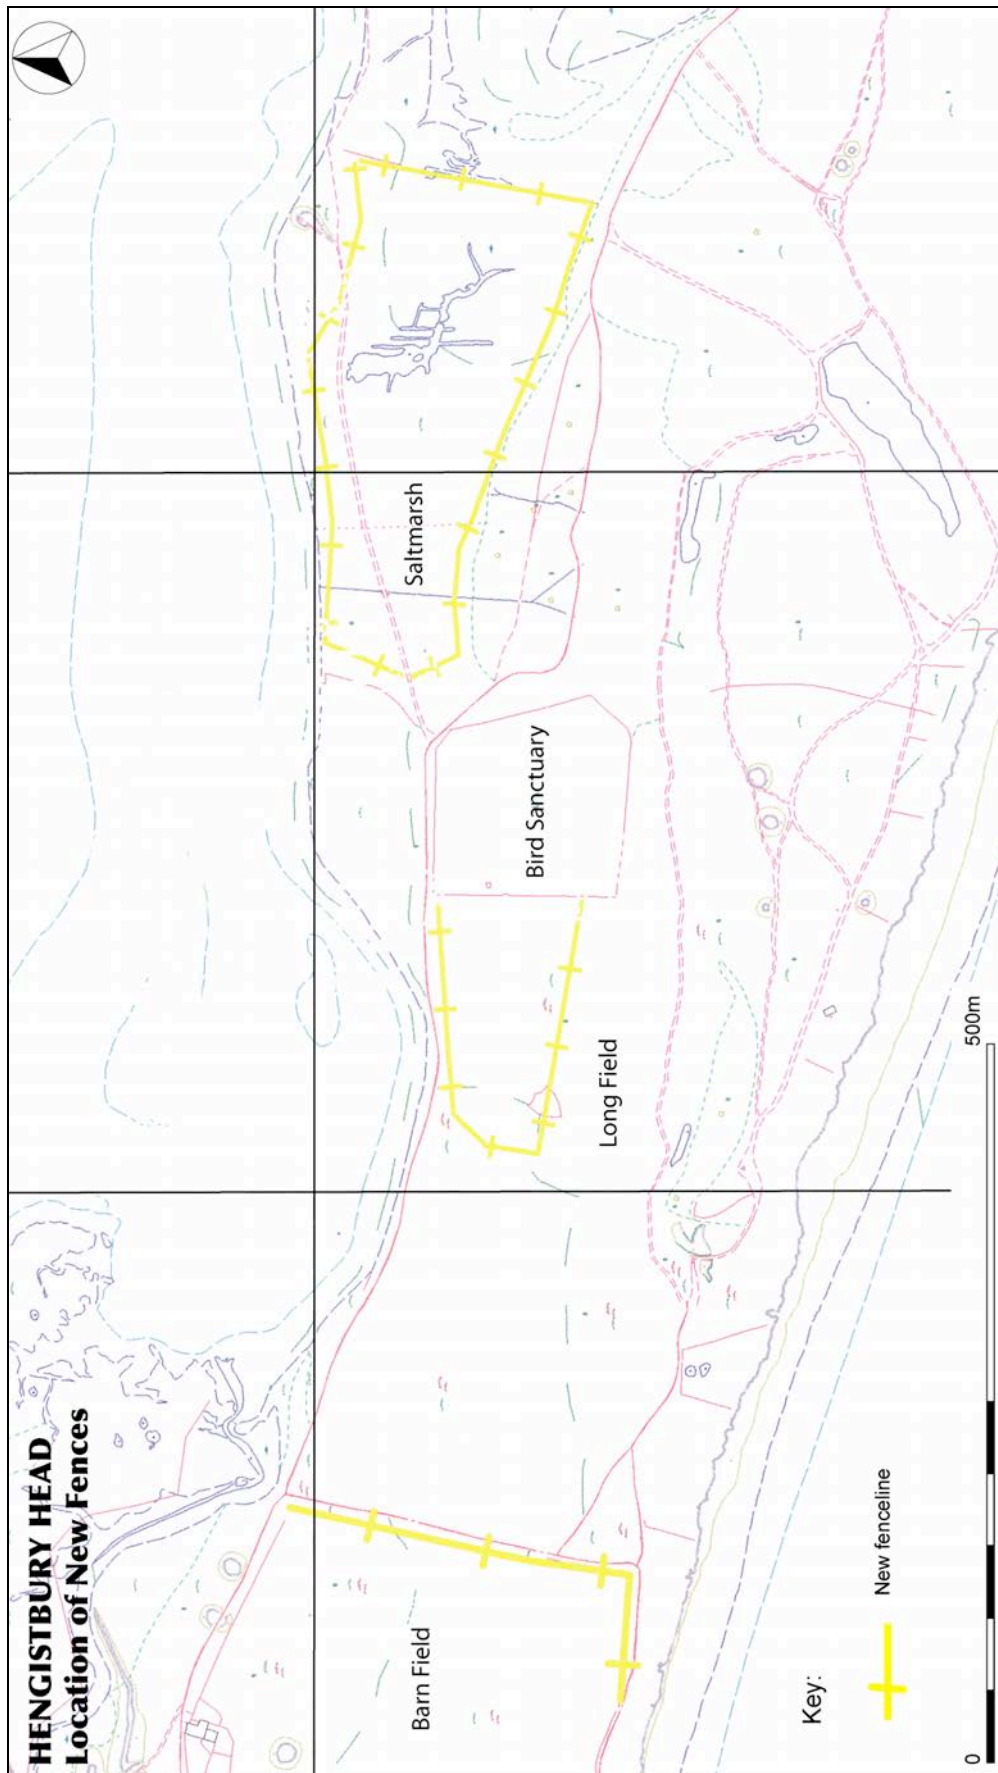 HENGISTBURY HEAD
Location of New Fences
Saltmarsh
Bird Sanctuary
Long Field
Barn Field
Key:
New fenceline
0
500m